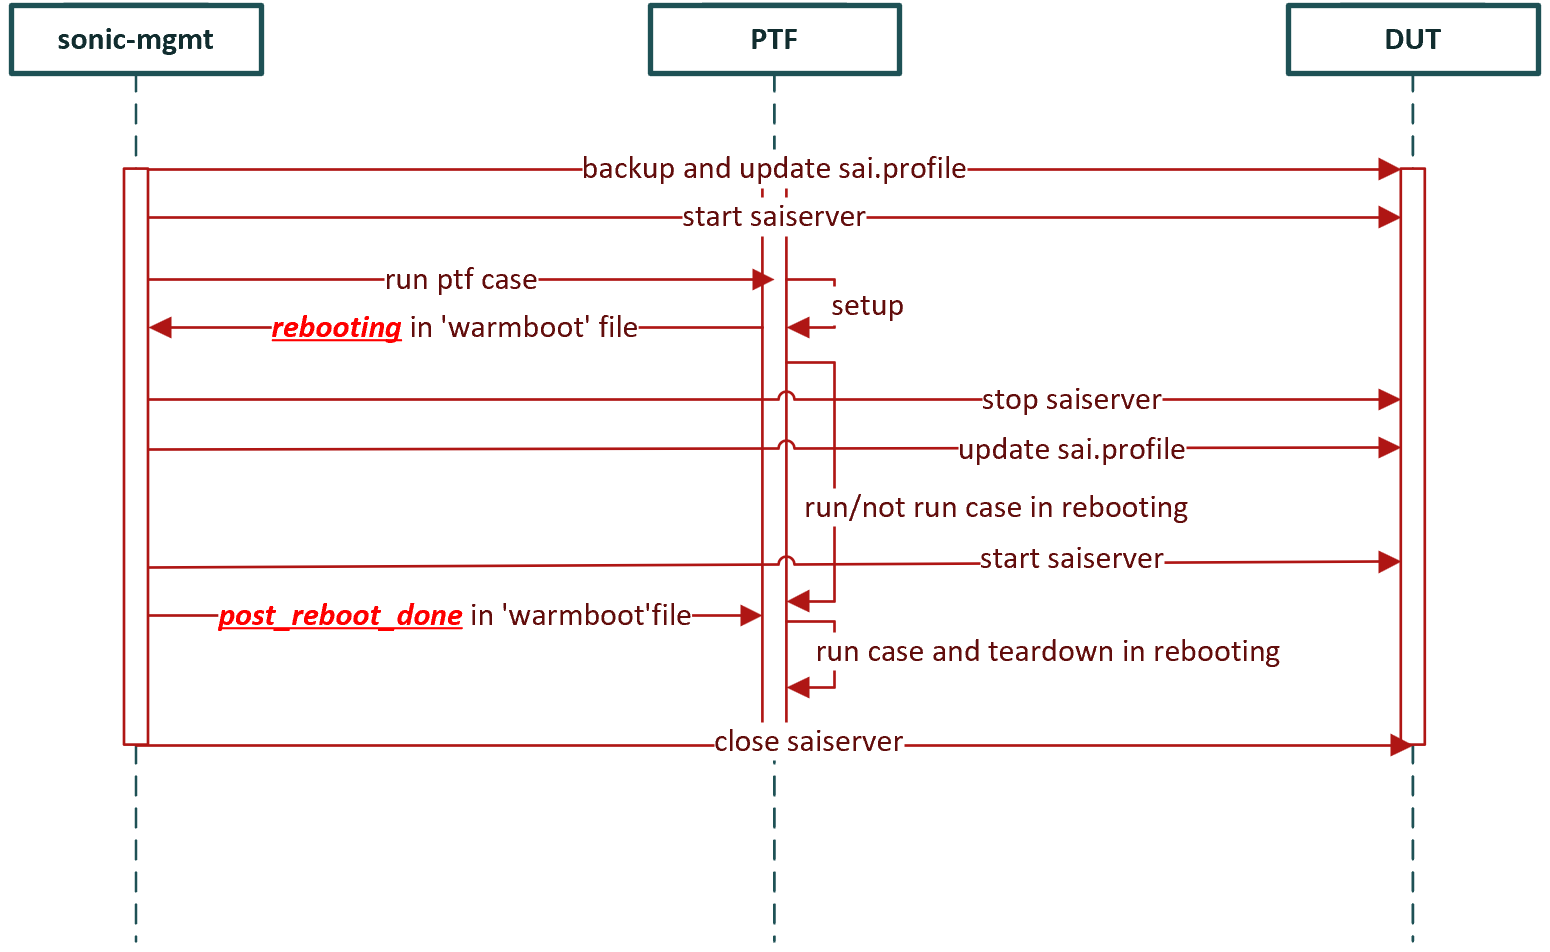 sonic-mgmt
PTF
DUT
backup and update sai.profile
start saiserver
run ptf case
setup
rebooting in 'warmboot' file
stop saiserver
update sai.profile
run/not run case in rebooting
start saiserver
post_reboot_done in 'warmboot'file
run case and teardown in rebooting
close saiserver